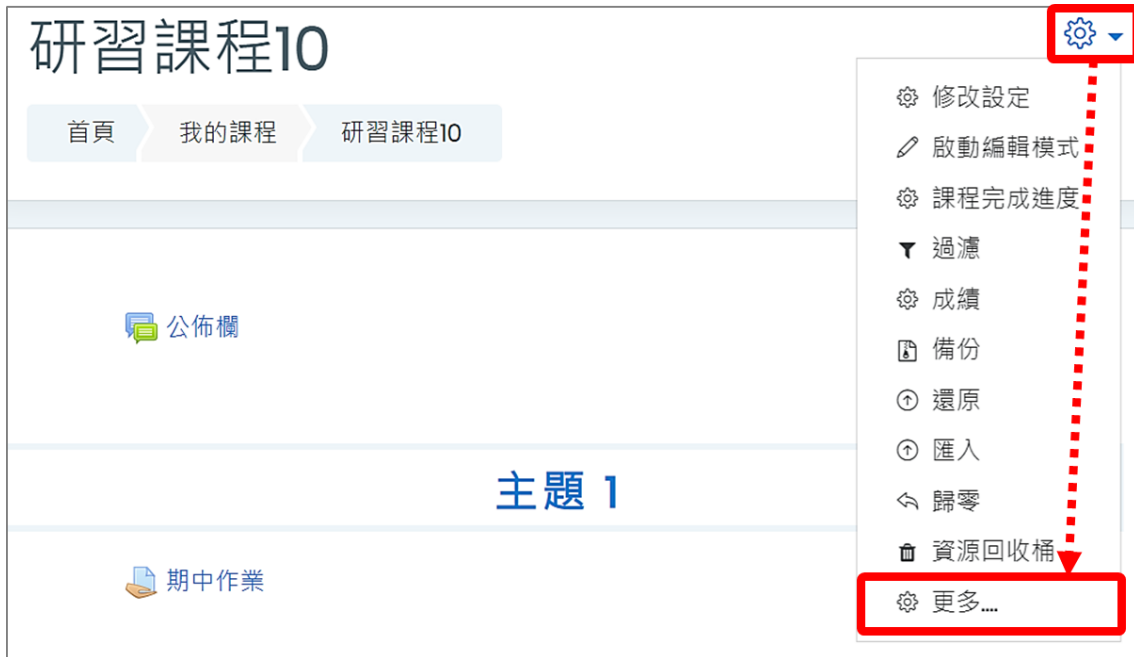 研習課程10
首頁 我的課程 研習課程10
修改設定
啟動編輯模式
課程完成進度
過濾
成績
備份
還原
匯入
歸零
資源回收桶
更多....
公佈欄
主題 1
期中作業